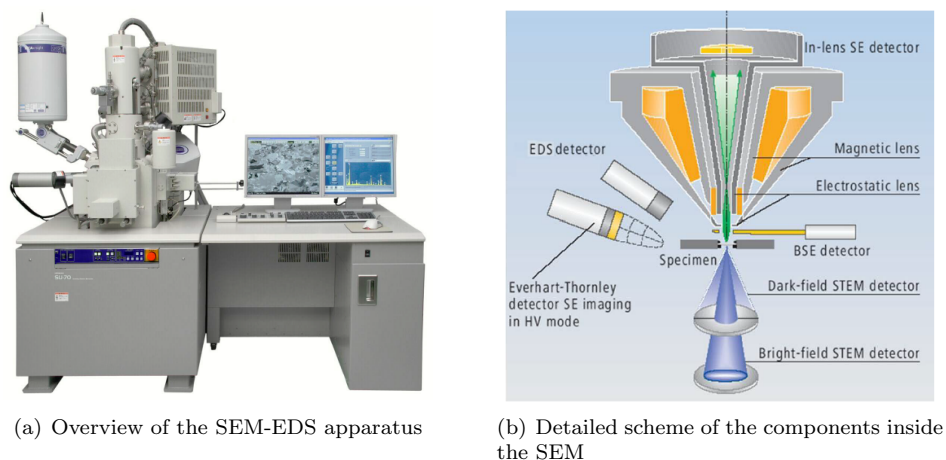 SU-70
In-lens SE detector
Magnetic lens
EDS detector
Electrostatic lens
Specimen
BSE detector
Everhart-Thornley
detector SE imaging
in HV mode
Dark-field STEM detector
Bright-field STEM detector
(a) Overview of the SEM-EDS apparatus
(b) Detailed scheme of the components inside
the SEM